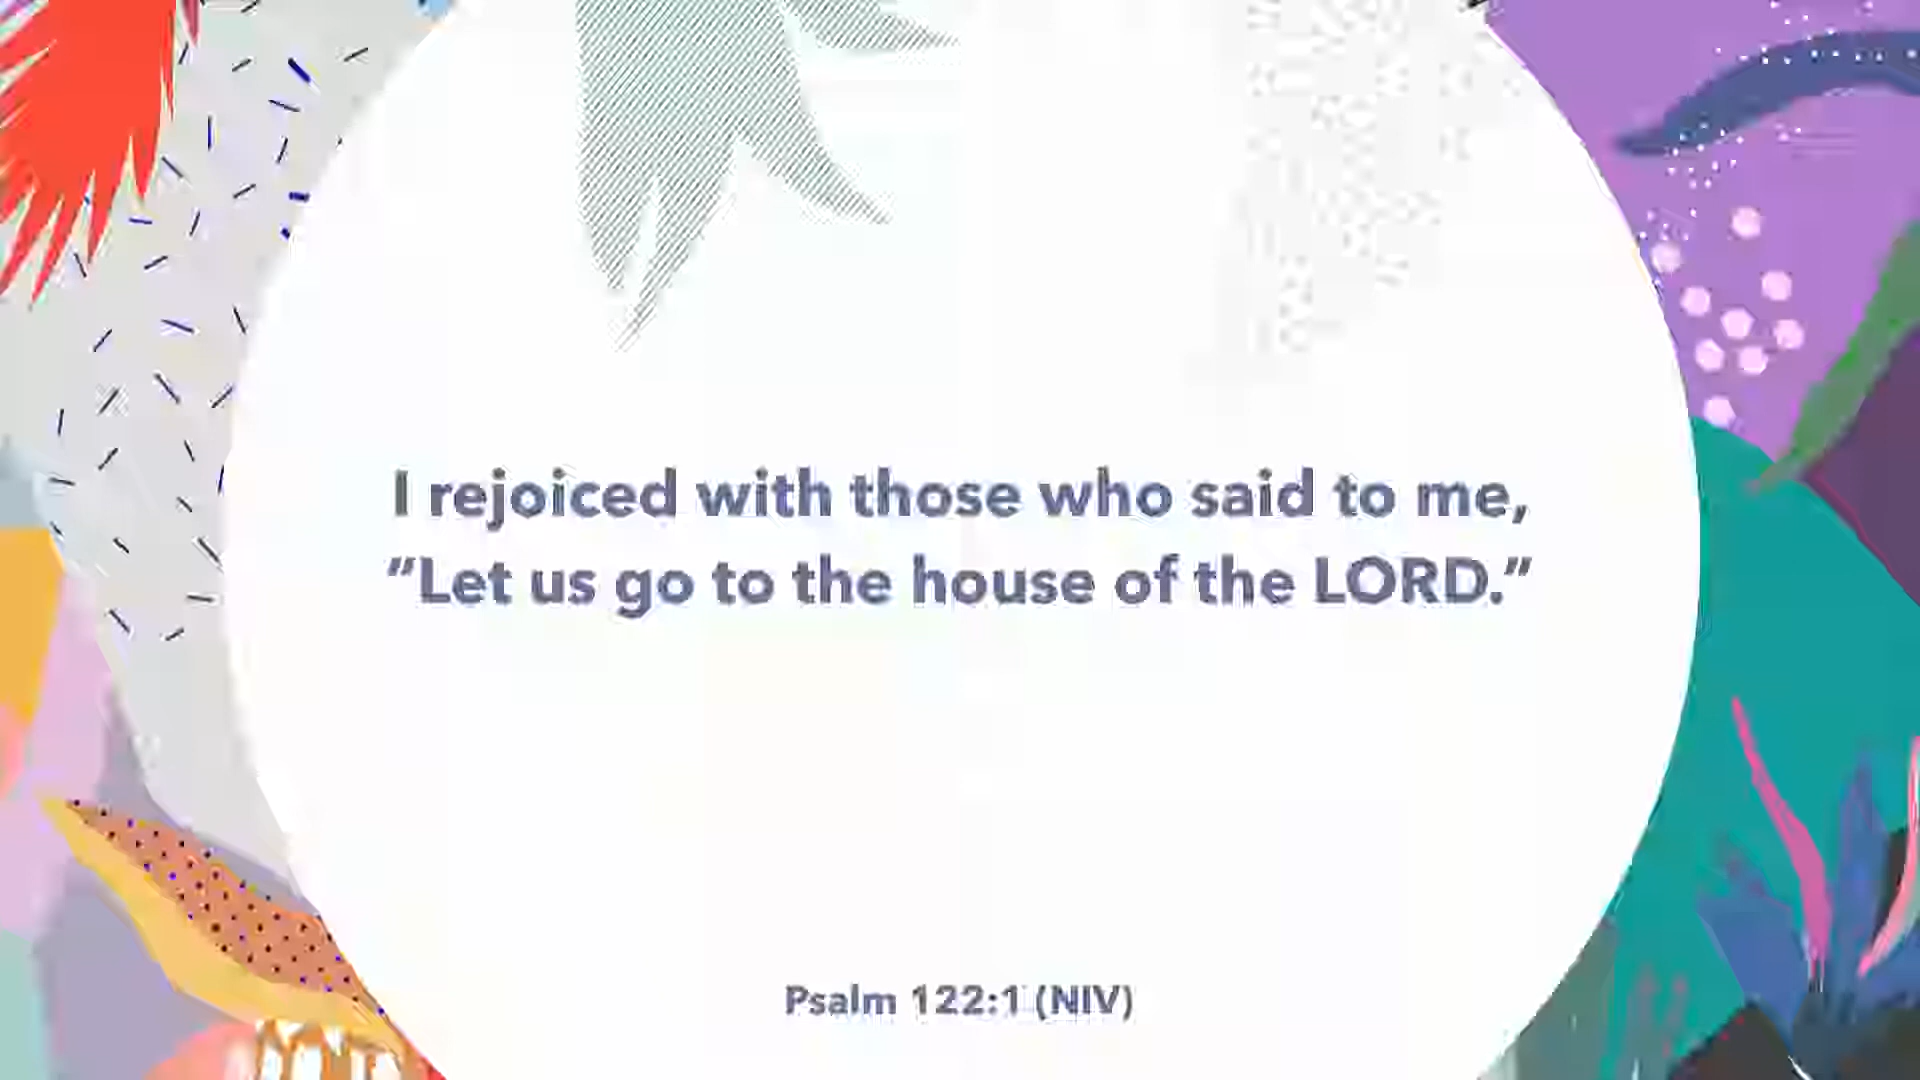 I rejoiced with those who said to me,
“Let us go to the house of the LORD.”
Psalm 122:1 (NIV)